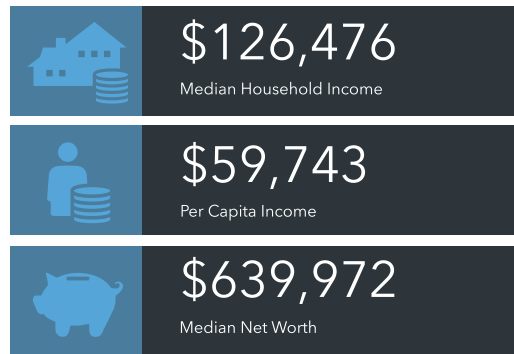 $126,476
Median Household Income
$59,743
Per Capita Income
$639,972
Median Net Worth